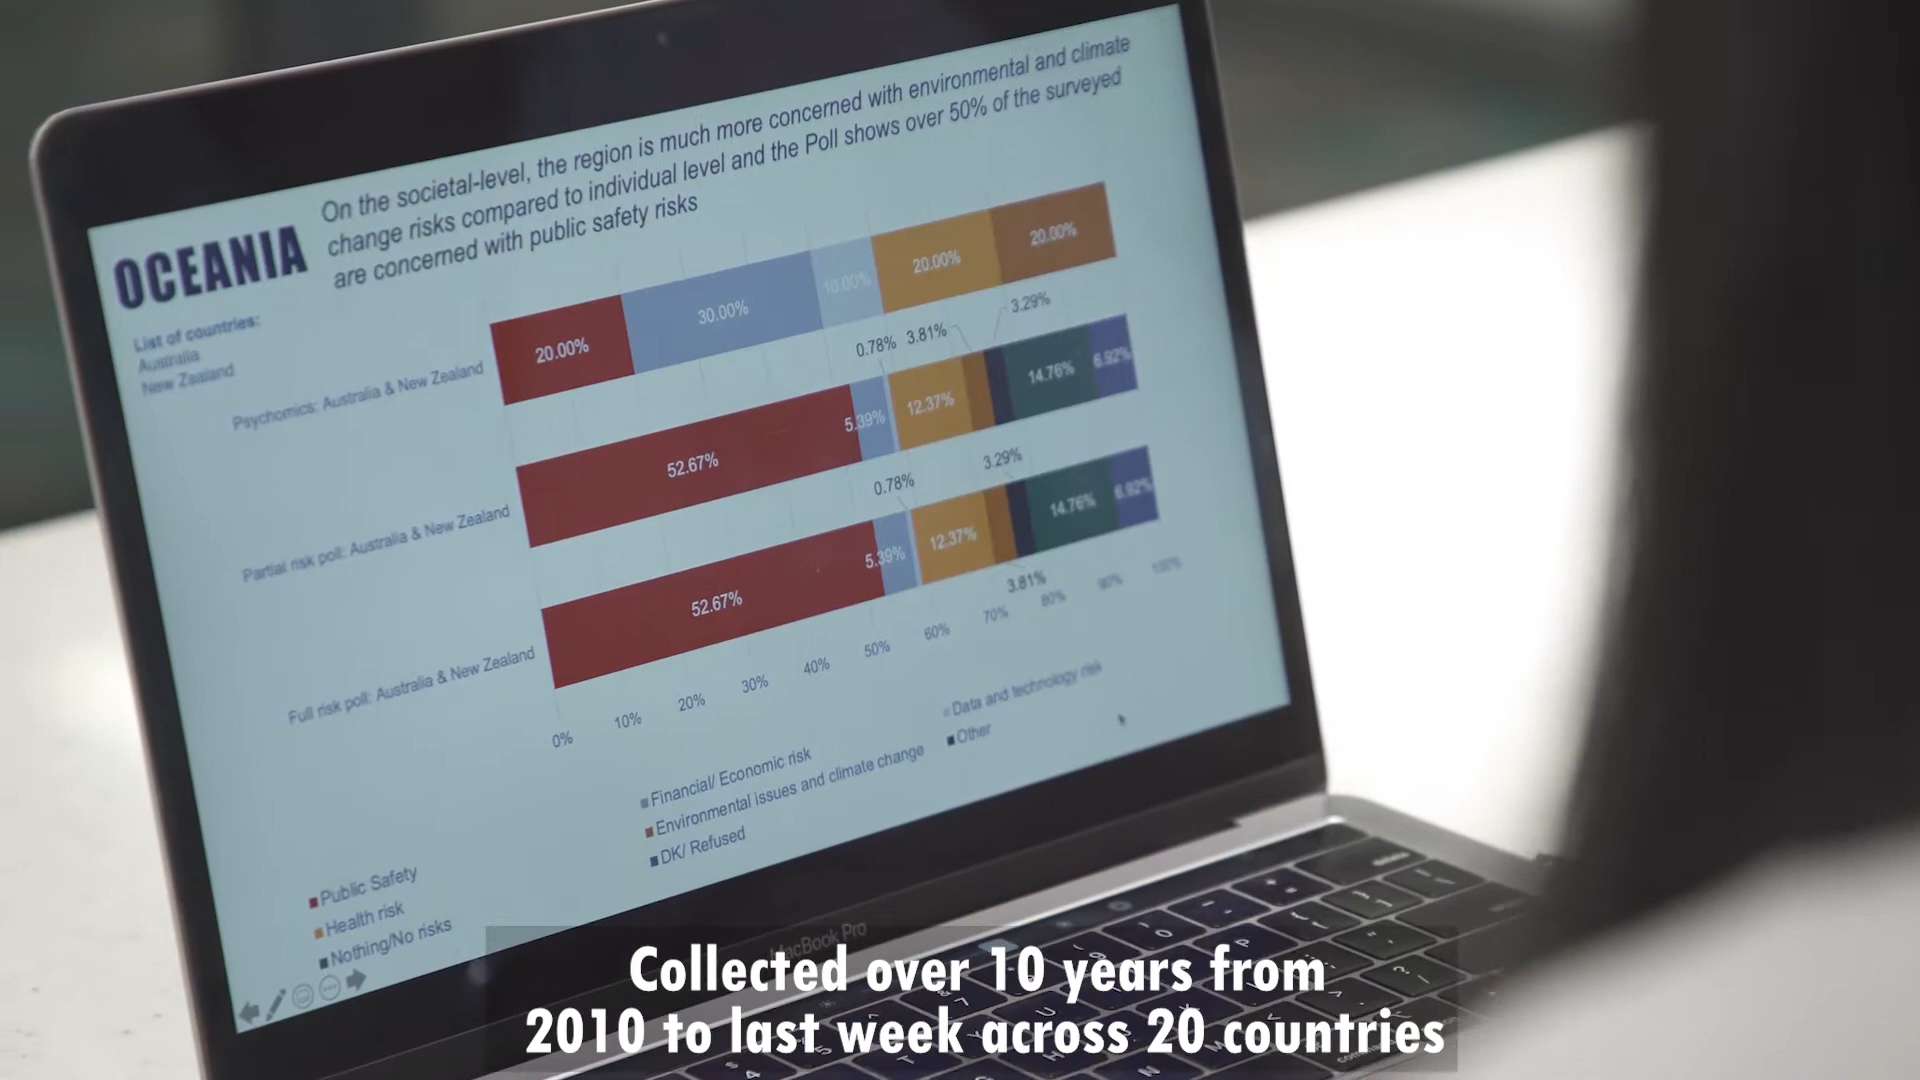 On the societal-level, the region is much more concerned with environmental and climate
change risks compared to individual level and the Poll shows over 50% of the surveyed
are concerned with public safety risks
OCEANIA
List of countries:
Australia
New Zealand
Psychomics: Australia & New Zealand
20.00%
30.00%
10.00%
20.00%
20.00%
Partial risk poll: Australia & New Zealand
52.67%
5.39%
0.78%
12.37%
3.81%
3.29%
14.76%
6.92%
Full risk poll: Australia & New Zealand
52.67%
5.39%
0.78%
12.37%
3.81%
3.29%
14.76%
6.92%
0%
10%
20%
30%
40%
50%
60%
70%
80%
90%
100%
Public Safety
Financial/ Economic risk
Data and technology risk
Health risk
Environmental issues and climate change
Other
Nothing/No risks
DK/ Refused
MacBook Pro
Collected over 10 years from
2010 to last week across 20 countries